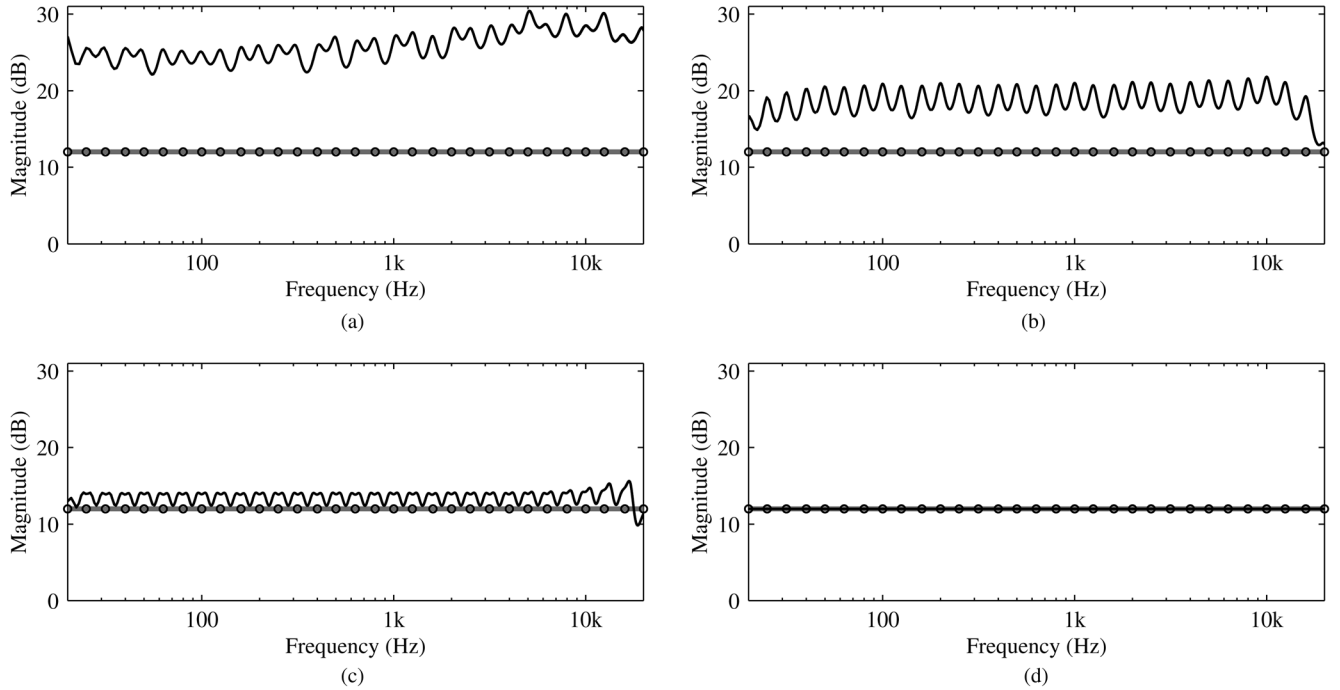 30
20
10
0
Magnitude (dB)
100 1k 10k
Frequency (Hz)
(a)
30
20
10
0
Magnitude (dB)
100 1k 10k
Frequency (Hz)
(b)
30
20
10
0
Magnitude (dB)
100 1k 10k
Frequency (Hz)
(c)
30
20
10
0
Magnitude (dB)
100 1k 10k
Frequency (Hz)
(d)